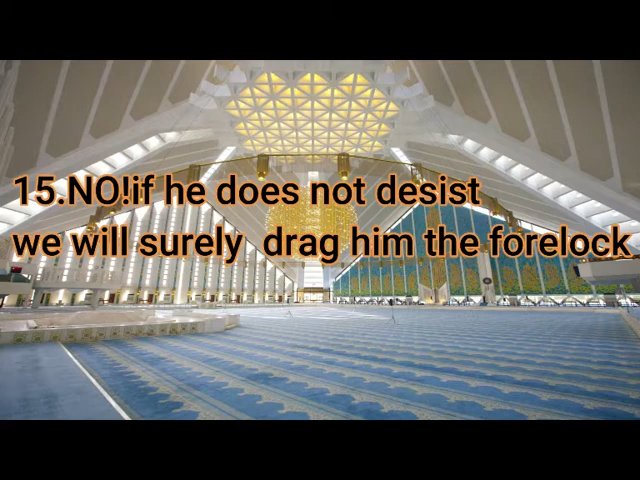 15.NO!if he does not desist
we will surely  drag him the forelock